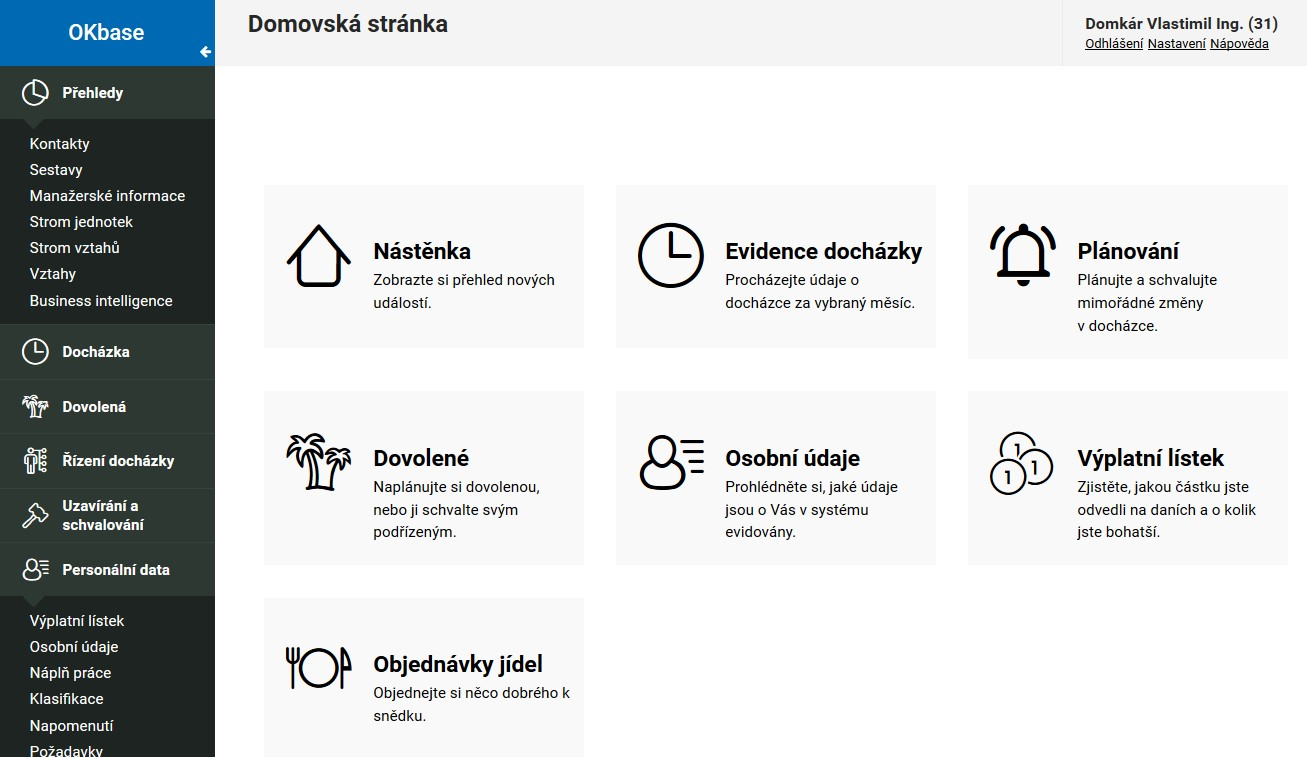 OKbase
Domovská stránka
Domkár Vlastimil Ing. (31)
Odhlášení Nastavení Nápověda
Přehledy
Kontakty
Sestavy
Manažerské informace
Strom jednotek
Strom vztahů
Vztahy
Business intelligence
Docházka
Dovolená
Řízení docházky
Uzavírání a
schvalování
Personální data
Výplatní lístek
Osobní údaje
Náplň práce
Klasifikace
Napomenutí
Požadavky
Nástěnka
Zobrazte si přehled nových
událostí.
Evidence docházky
Procházejte údaje o
docházce za vybraný měsíc.
Plánování
Plánujte a schvalujte
mimořádné změny
v docházce.
Dovolené
Naplánujte si dovolenou,
nebo ji schvalte svým
podřízeným.
Osobní údaje
Prohlédněte si, jaké údaje
jsou o Vás v systému
evidovány.
1
1
1
Výplatní lístek
Zjistěte, jakou částku jste
odvedli na daních a o kolik
jste bohatší.
Objednávky jídel
Objednejte si něco dobrého k
snědku.